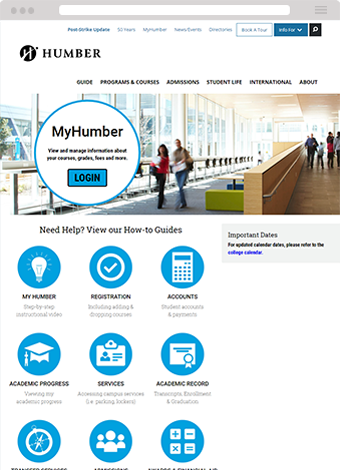 Post-Strike Update 50 Years Myhumber News/Events Directories Book A Tour Info For
HUMBER
GUIDE PROGRAMS & COURSES ADMISSIONS STUDENT LIFE INTERNATIONAL ABOUT
MyHumber
View and manage information about
your courses, grades, fees and more.
LOGIN
Need Help? View our How-to Guides
Important Dates
For updated calendar dates, please refer to the
college calendar.
MY HUMBER REGISTRATION ACCOUNTS
Step-by-step Including adding & Student accounts
instructional video dropping courses & payments
ACADEMIC PROGRESS SERVICES ACADEMIC RECORD
Viewing my Accessing campus services Transcripts, Enrollment
academic progress (i.e. parking, lockers) & Graduation
TRANSFER SERVICES ADMISSIONS AWARDS & FINANCIAL AID